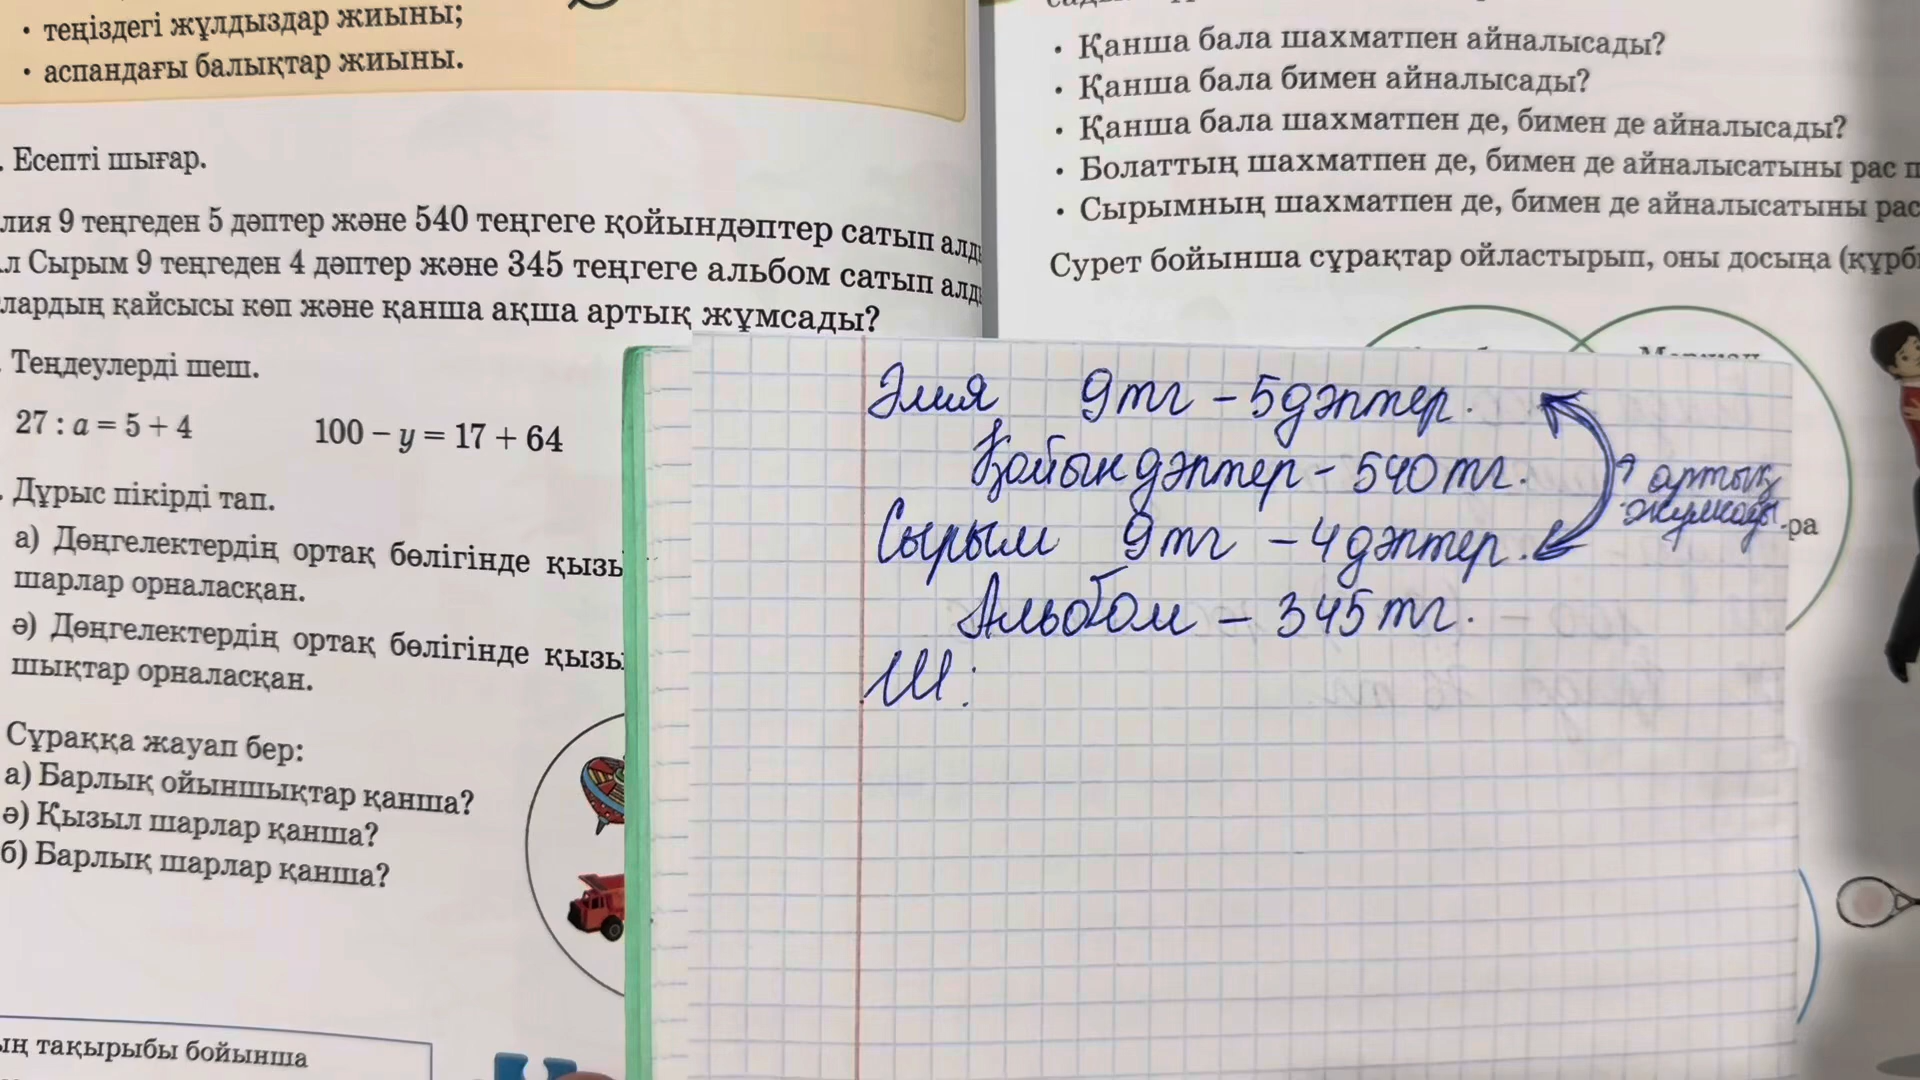 • теңіздегі жұлдыздар жиыны;
• аспандағы балықтар жиыны.
. Есепті шығар.
лия 9 теңгеден 5 дәптер және 540 теңгеге қойындәптер сатып алды
л Сырым 9 теңгеден 4 дәптер және 345 теңгеге альбом сатып алды
лардың қайсысы көп және қанша ақша артық жұмсады?
. Теңдеулерді шеш.
27 : a = 5 + 4 100 – y = 17 + 64
. Дұрыс пікірді тап.
а) Дөңгелектердің ортақ бөлігінде қызы
шарлар орналасқан.
ә) Дөңгелектердің ортақ бөлігінде қызы
шықтар орналасқан.
Сұраққа жауап бер:
а) Барлық ойыншықтар қанша?
ә) Қызыл шарлар қанша?
б) Барлық шарлар қанша?
ың тақырыбы бойынша
• Қанша бала шахматпен айналысады?
• Қанша бала бимен айналысады?
• Қанша бала шахматпен де, бимен де айналысады?
• Болаттың шахматпен де, бимен де айналысатыны рас п
• Сырымның шахматпен де, бимен де айналысатыны рас
Сурет бойынша сұрақтар ойластырып, оны досыңа (құрбы
Әлия 9тг – 5дәптер.
Қойындәптер – 540тг.
артық
жұмсады
Сырым 9тг – 4дәптер.
Альбом – 345тг.
Ш:
ра